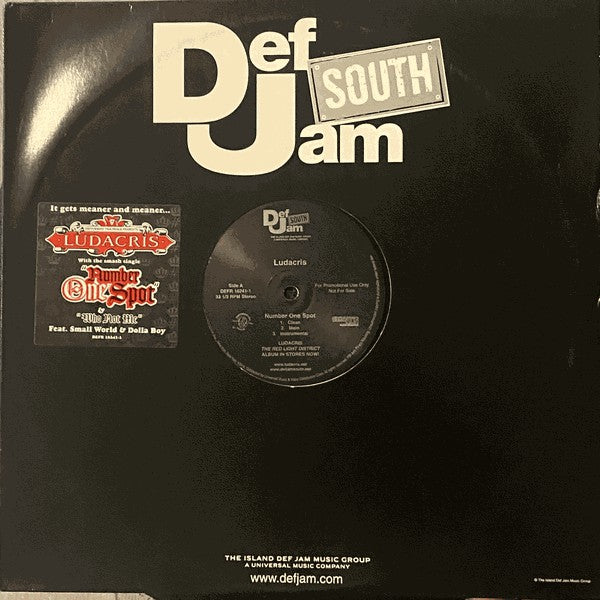 Def
Jam
SOUTH
It gets meaner and meaner...
LUDACRIS
With the smash single
"Number
One Spot"
&
"Who Not Me"
Feat. Small World & Dolla Boy
DEFR 16241-1
Def
Jam
SOUTH
Ludacris
Side A
DEFR 16241-1
33 1/3 RPM Stereo
For Promotional Use Only
Not For Sale
Number One Spot
1. Clean
2. Main
3. Instrumental
LUDACRIS
THE RED LIGHT DISTRICT
ALBUM IN STORES NOW!
www.ludacris.net
www.defjamsouth.net
THE ISLAND DEF JAM MUSIC GROUP
A UNIVERSAL MUSIC COMPANY
www.defjam.com
© The Island Def Jam Music Group